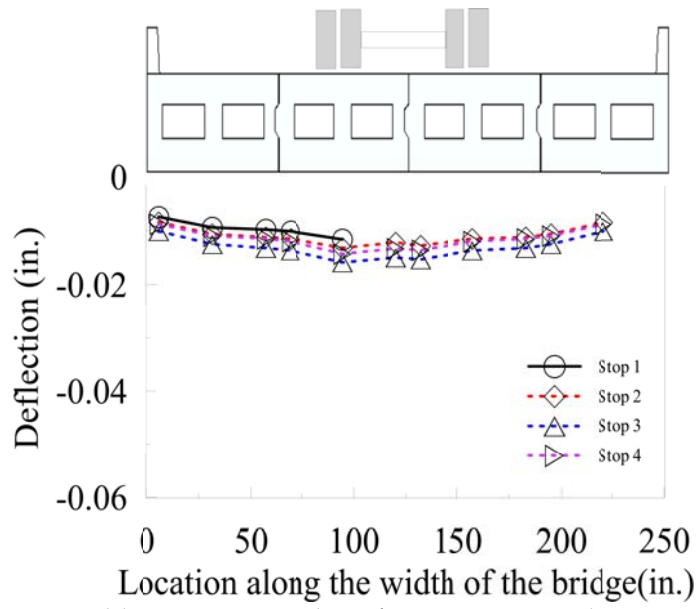 0
-0.02
-0.04
-0.06
Deflection (in.)
Stop 1
Stop 2
Stop 3
Stop 4
0 50 100 150 200 250
Location along the width of the bridge(in.)